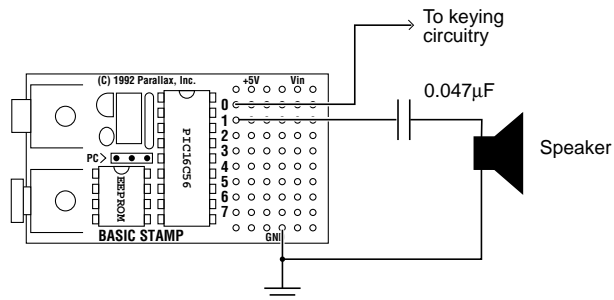 To keying
circuitry
(C) 1992 Parallax, Inc.
+5V
Vin
0.047µF
0
1
2
3
4
5
6
7
PIC16C56
PC>
EEPROM
Speaker
BASIC STAMP
GND